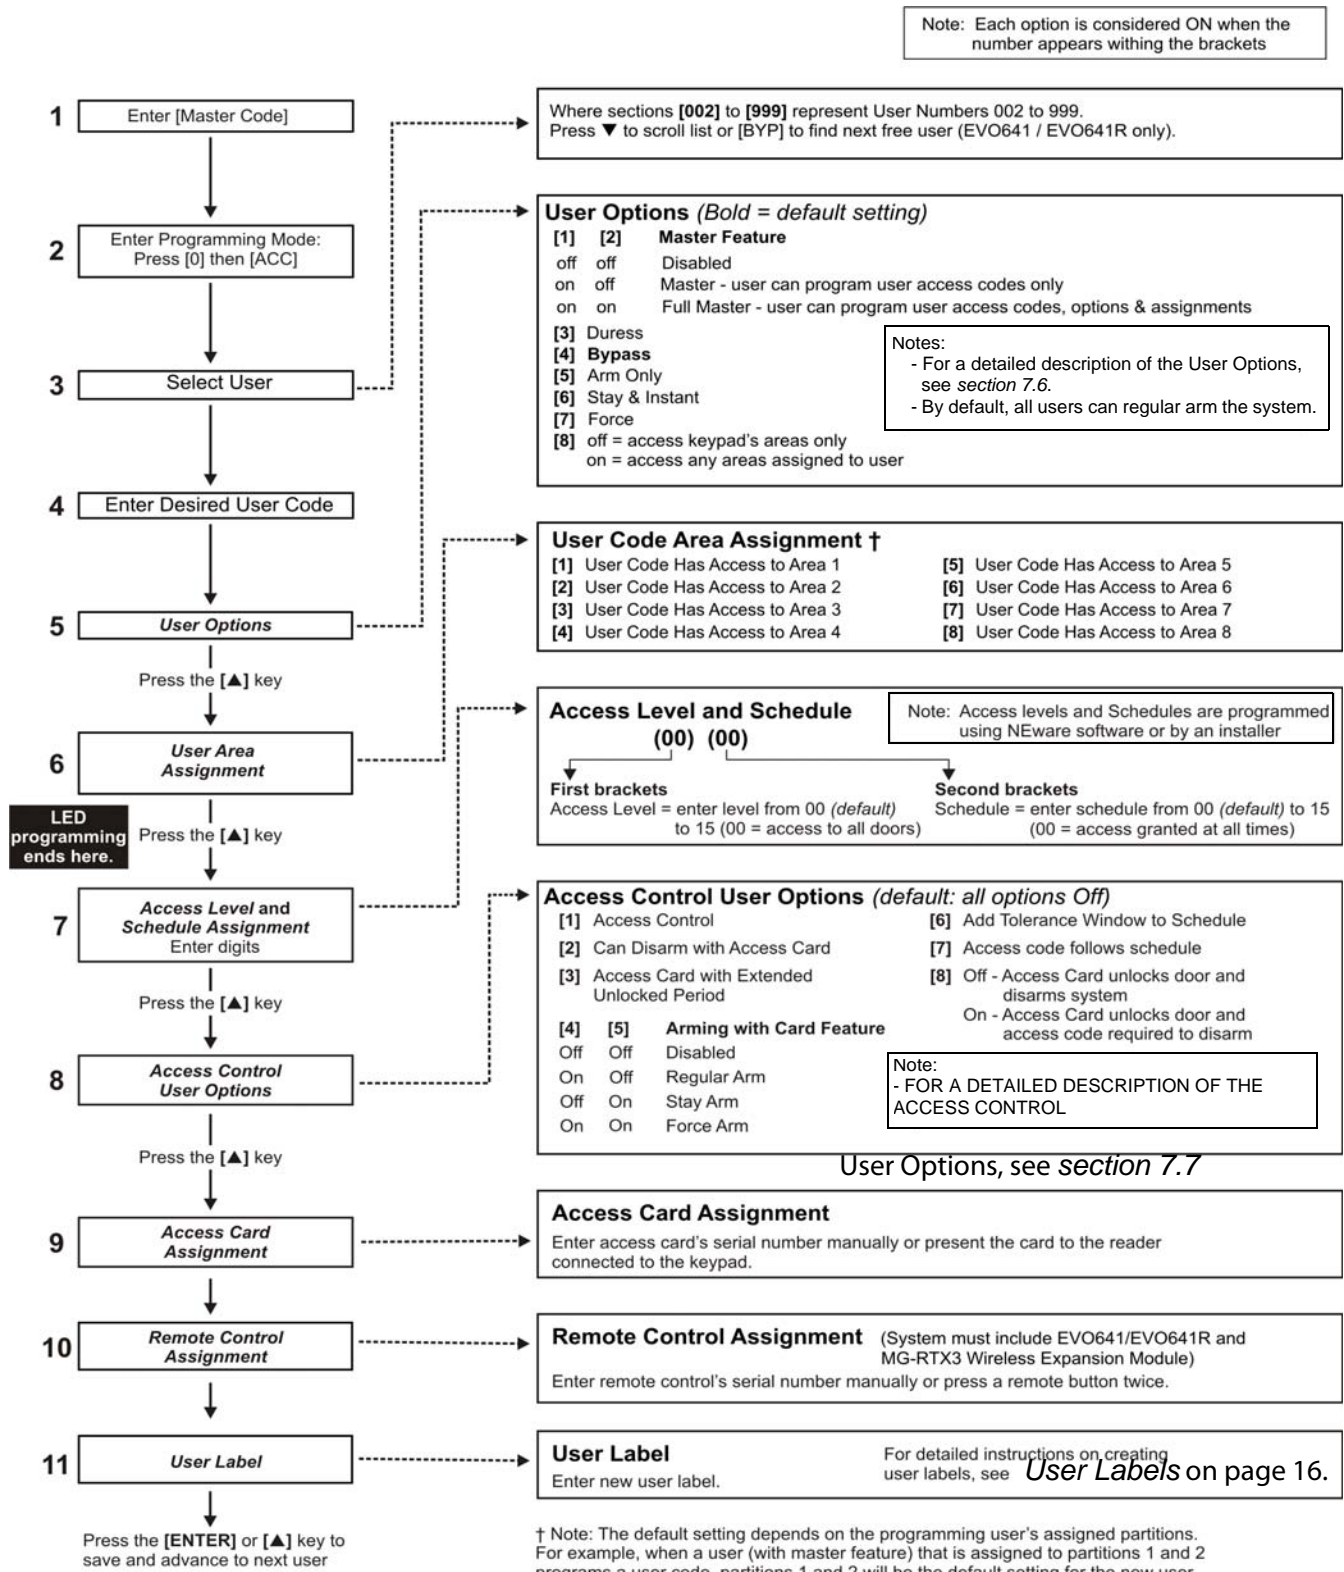 Note: Each option is considered ON when the
number appears withing the brackets
1 Enter [Master Code]
Where sections [002] to [999] represent User Numbers 002 to 999.
Press ▼ to scroll list or [BYP] to find next free user (EVO641 / EVO641R only).
2 Enter Programming Mode:
Press [0] then [ACC]
User Options (Bold = default setting)
[1] [2] Master Feature
off off Disabled
on off Master - user can program user access codes only
on on Full Master - user can program user access codes, options & assignments
[3] Duress
[4] Bypass
[5] Arm Only
[6] Stay & Instant
[7] Force
[8] off = access keypad's areas only
on = access any areas assigned to user
Notes:
- For a detailed description of the User Options,
see section 7.6.
- By default, all users can regular arm the system.
3 Select User
4 Enter Desired User Code
User Code Area Assignment †
[1] User Code Has Access to Area 1
[2] User Code Has Access to Area 2
[3] User Code Has Access to Area 3
[4] User Code Has Access to Area 4
[5] User Code Has Access to Area 5
[6] User Code Has Access to Area 6
[7] User Code Has Access to Area 7
[8] User Code Has Access to Area 8
5 User Options
Press the [▲] key
Access Level and Schedule
(00) (00)
Note: Access levels and Schedules are programmed
using NEware software or by an installer
First brackets
Access Level = enter level from 00 (default)
to 15 (00 = access to all doors)
Second brackets
Schedule = enter schedule from 00 (default) to 15
(00 = access granted at all times)
6 User Area
Assignment
LED
programming
ends here.
Press the [▲] key
7 Access Level and
Schedule Assignment
Enter digits
Press the [▲] key
Access Control User Options (default: all options Off)
[1] Access Control
[2] Can Disarm with Access Card
[3] Access Card with Extended
Unlocked Period
[4] [5] Arming with Card Feature
Off Off Disabled
On Off Regular Arm
Off On Stay Arm
On On Force Arm
[6] Add Tolerance Window to Schedule
[7] Access code follows schedule
[8] Off - Access Card unlocks door and
disarms system
On - Access Card unlocks door and
access code required to disarm
Note:
- FOR A DETAILED DESCRIPTION OF THE
ACCESS CONTROL
User Options, see section 7.7
8 Access Control
User Options
Press the [▲] key
9 Access Card
Assignment
Access Card Assignment
Enter access card's serial number manually or present the card to the reader
connected to the keypad.
10 Remote Control
Assignment
Remote Control Assignment (System must include EVO641/EVO641R and
MG-RTX3 Wireless Expansion Module)
Enter remote control's serial number manually or press a remote button twice.
11 User Label
User Label
Enter new user label.
For detailed instructions on creating
user labels, see User Labels on page 16.
Press the [ENTER] or [▲] key to
save and advance to next user
† Note: The default setting depends on the programming user's assigned partitions.
For example, when a user (with master feature) that is assigned to partitions 1 and 2
programs a user code, partitions 1 and 2 will be the default setting for the new user